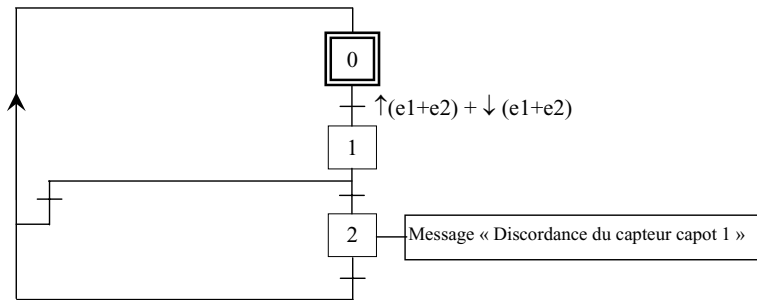 0
↑(e1+e2) + ↓ (e1+e2)
1
2
Message « Discordance du capteur capot 1 »